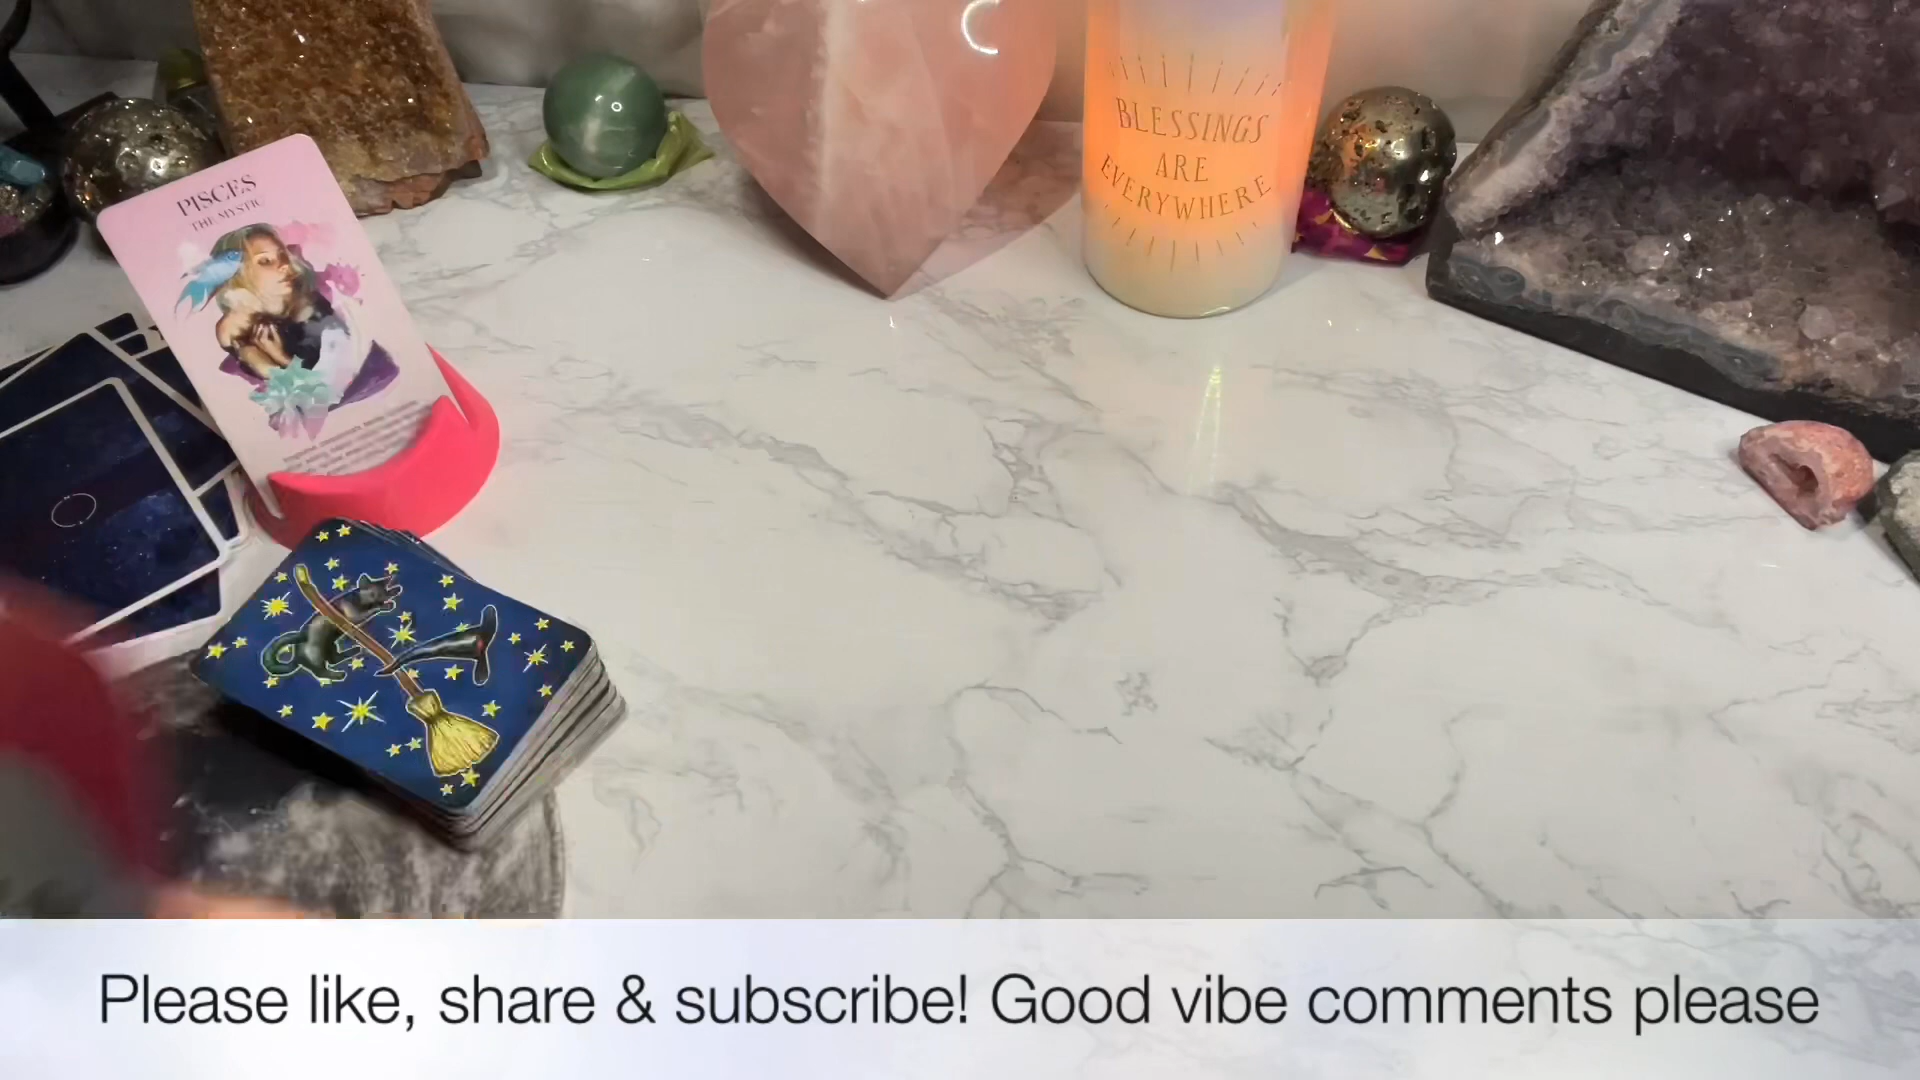 PISCES
THE MYSTIC
BLESSINGS
ARE
EVERYWHERE
Please like, share & subscribe! Good vibe comments please